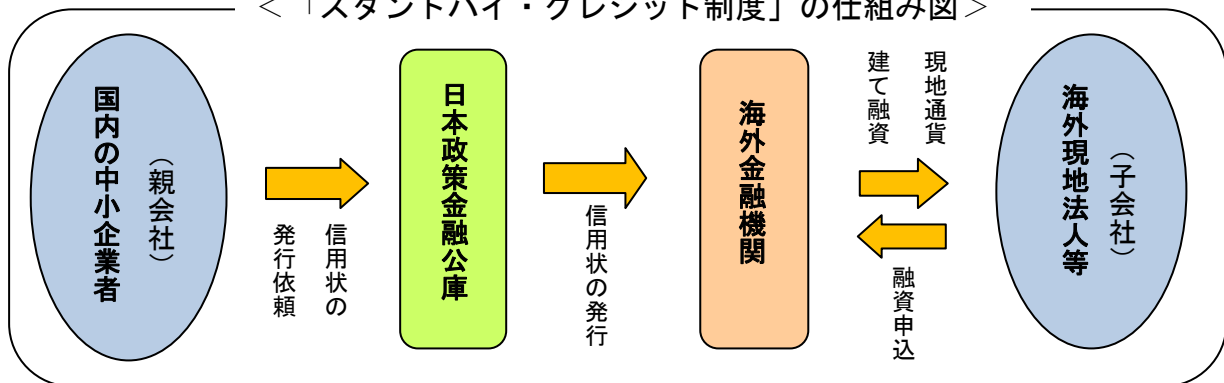 ＜「スタンドバイ・クレジット制度」の仕組み図＞
国内の中小企業者
（親会社）
信用状の
発行依頼
日本政策金融公庫
信用状の発行
海外金融機関
現地通貨
建て融資
融資申込
海外現地法人等
（子会社）